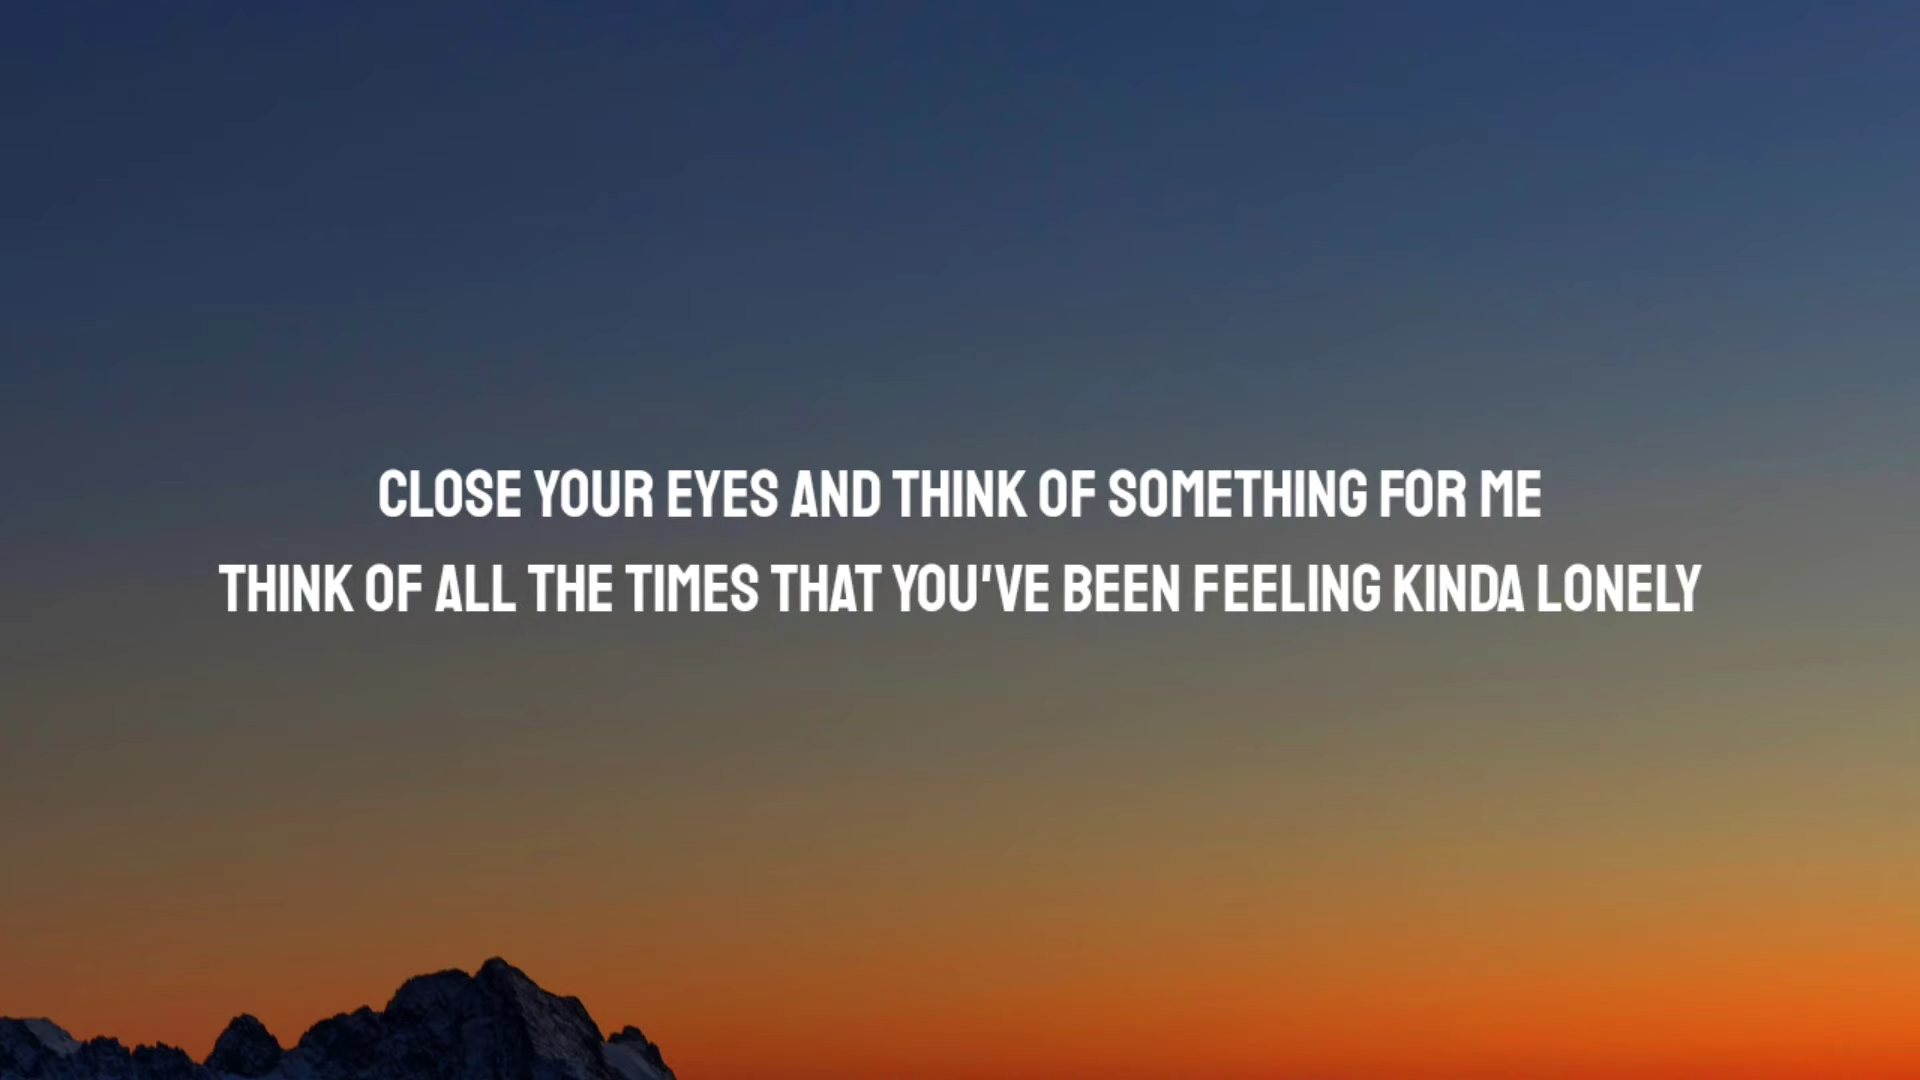 CLOSE YOUR EYES AND THINK OF SOMETHING FOR ME
THINK OF ALL THE TIMES THAT YOU'VE BEEN FEELING KINDA LONELY